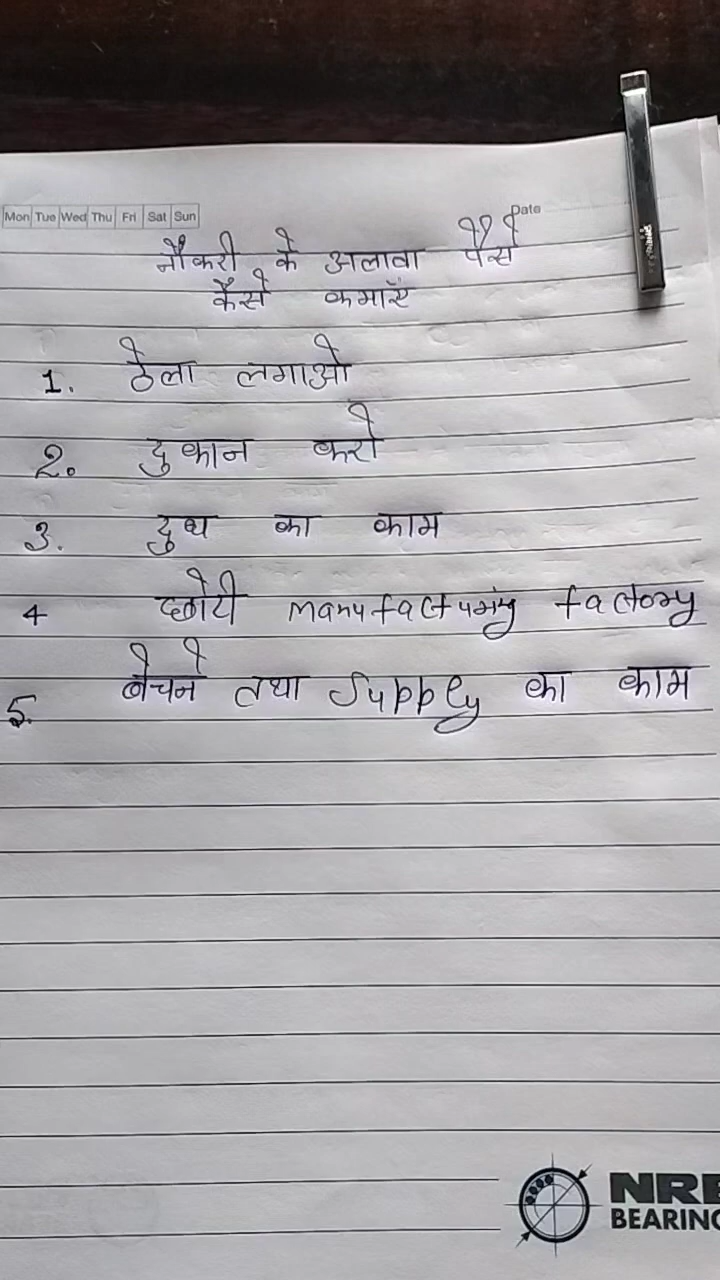 Mon Tue Wed Thu Fri Sat Sun
Date
नौकरी के अलावा पैसे
कैसे कमाएं
1. ठेला लगाओ
2. दुकान करो
3. दुध का काम
4 छोटी manufacturing factory
5. बेचने तथा Supply का काम
NRB
BEARING